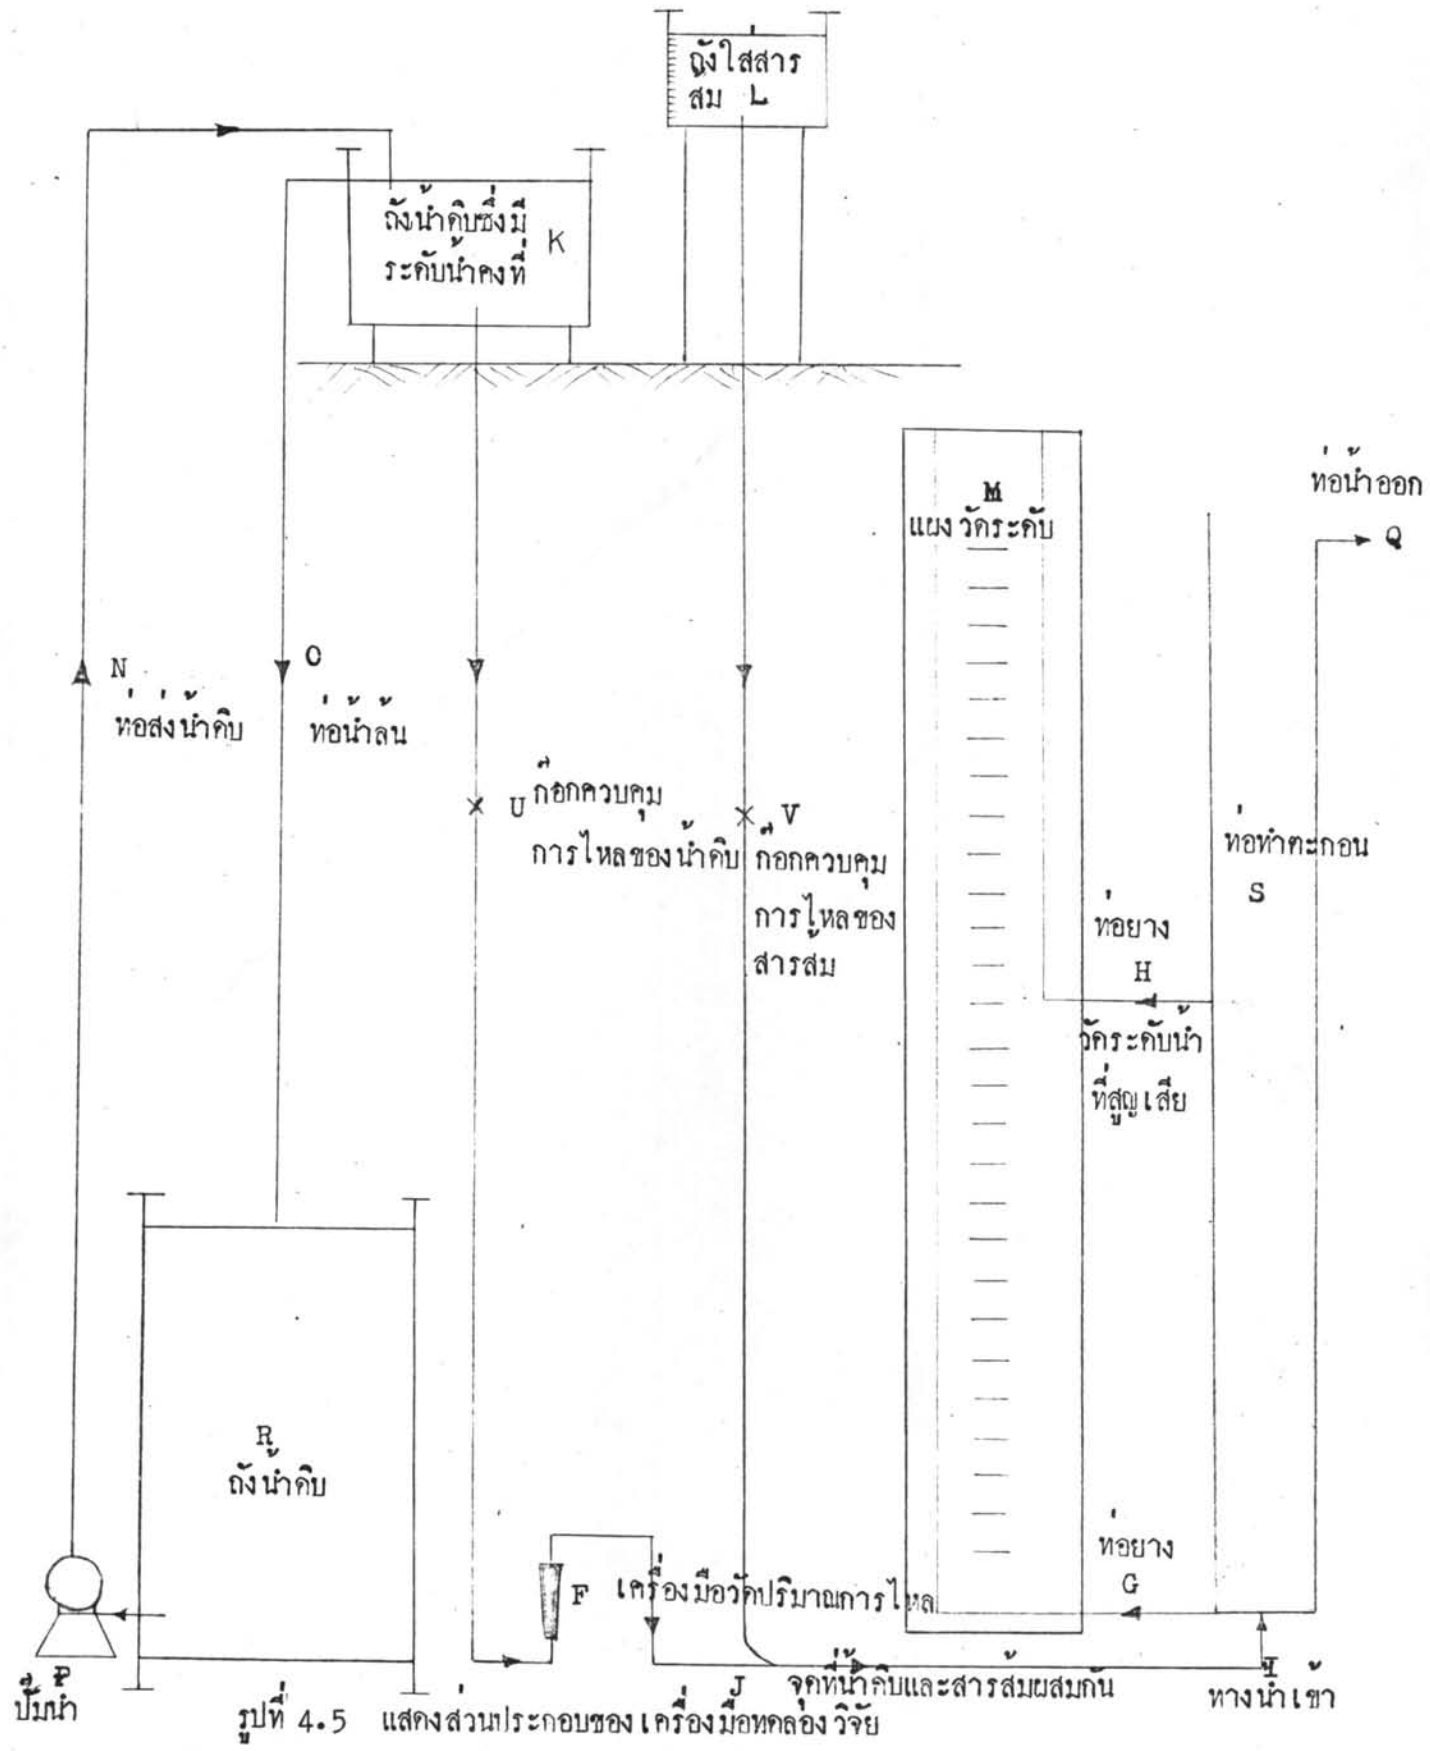 ถังใส่สาร
ส้ม L
ถังน้ำดิบซึ่งมี
ระดับน้ำคงที่ K
M
แผงวัดระดับ
ท่อน้ำออก
Q
N
ท่อส่งน้ำดิบ
O
ท่อน้ำล้น
U ก๊อกควบคุม
การไหลของน้ำดิบ
V
ก๊อกควบคุม
การไหลของ
สารส้ม
ท่อทำตะกอน
S
ท่อยาง
H
วัดระดับน้ำ
ที่สูญเสีย
R
ถังน้ำดิบ
ท่อยาง
G
F เครื่องมือวัดปริมาณการไหล
P
ปั๊มน้ำ
J จุดที่น้ำดิบและสารส้มผสมกัน
I
ทางน้ำเข้า
รูปที่ 4.5 แสดงส่วนประกอบของเครื่องมือทดลองวิจัย